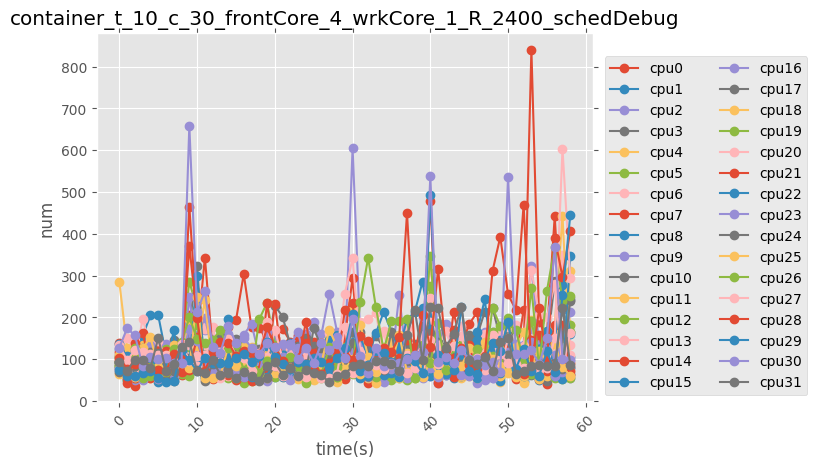 container_t_10_c_30_frontCore_4_wrkCore_1_R_2400_schedDebug
num
800
700
600
500
400
300
200
100
0
0
10
20
30
40
50
60
time(s)
cpu0
cpu1
cpu2
cpu3
cpu4
cpu5
cpu6
cpu7
cpu8
cpu9
cpu10
cpu11
cpu12
cpu13
cpu14
cpu15
cpu16
cpu17
cpu18
cpu19
cpu20
cpu21
cpu22
cpu23
cpu24
cpu25
cpu26
cpu27
cpu28
cpu29
cpu30
cpu31